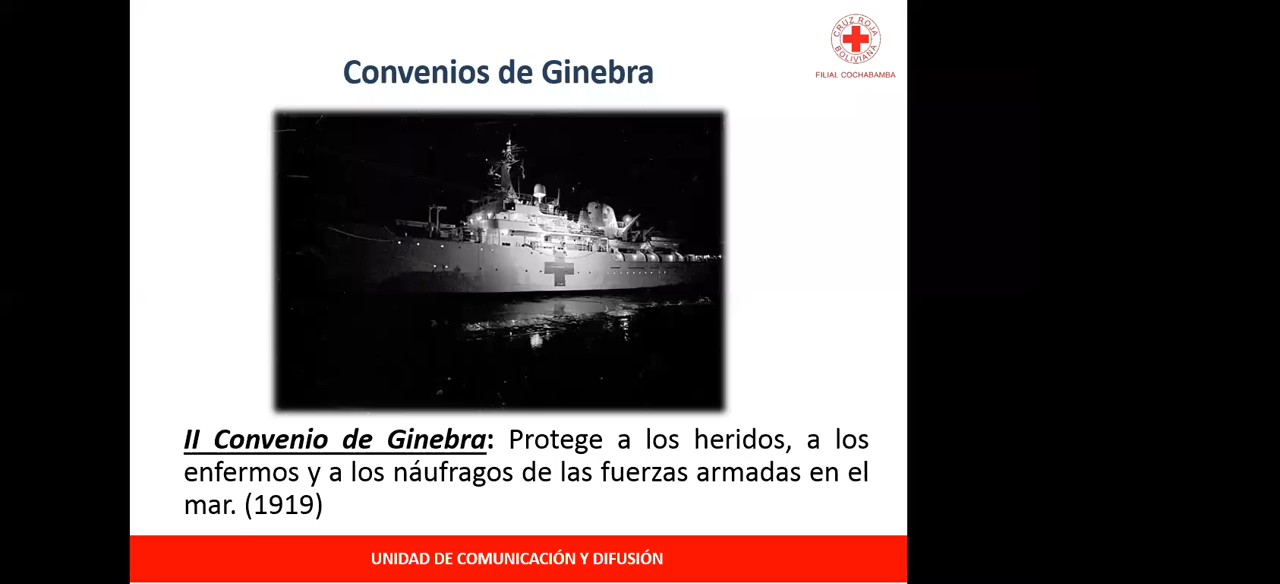 CRUZ ROJA
BOLIVIANA
FILIAL COCHABAMBA
Convenios de Ginebra
II Convenio de Ginebra: Protege a los heridos, a los
enfermos y a los náufragos de las fuerzas armadas en el
mar. (1919)
UNIDAD DE COMUNICACIÓN Y DIFUSIÓN